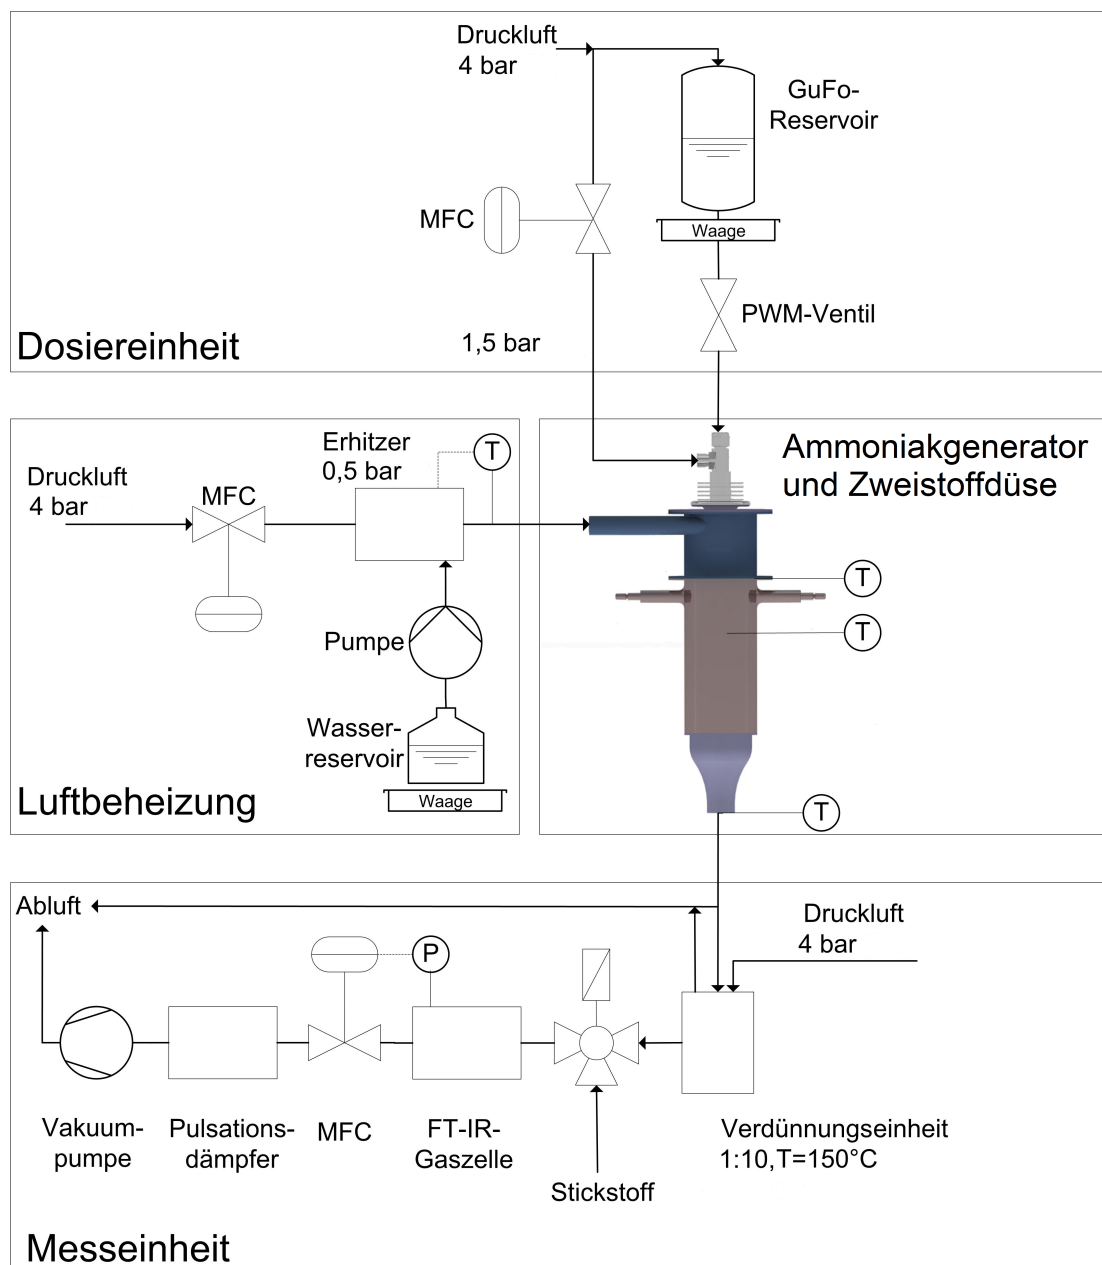 Druckluft
4 bar
GuFo-
Reservoir
MFC
Waage
PWM-Ventil
1,5 bar
Dosiereinheit
Druckluft
4 bar
MFC
Erhitzer
0,5 bar
T
Pumpe
Wasser-
reservoir
Waage
Luftbeheizung
Ammoniakgenerator
und Zweistoffdüse
T
T
T
Abluft
P
Druckluft
4 bar
Vakuum-
pumpe
Pulsations-
dämpfer
MFC
FT-IR-
Gaszelle
Stickstoff
Verdünnungseinheit
1:10,T=150°C
Messeinheit